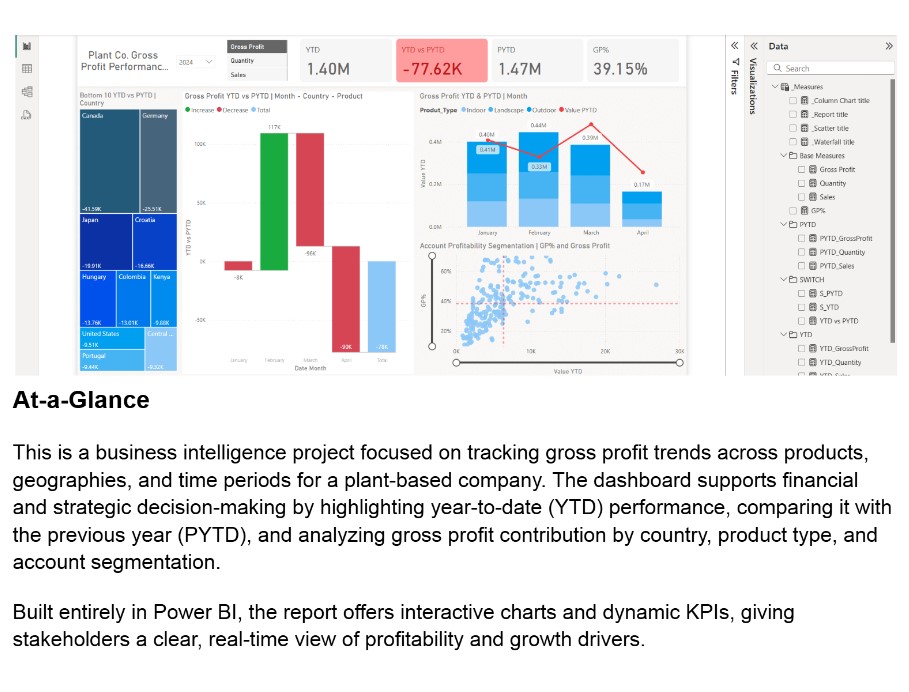 Plant Co. Gross
Profit Performanc...
2024
Gross Profit
Quantity
Sales
YTD
1.40M
YTD vs PYTD
-77.62K
PYTD
1.47M
GP%
39.15%
Bottom 10 YTD vs PYTD |
Country
Canada
-41.59K
Germany
-25.51K
Japan
-19.91K
Croatia
-16.66K
Hungary
-13.76K
Colombia
-13.01K
Kenya
-9.68K
United States
-9.51K
Central ...
Portugal
-8.44K
Gross Profit YTD vs PYTD | Month - Country - Product
Increase Decrease Total
YTD vs PYTD
100K
50K
0K
-50K
-8K
117K
-96K
-78K
January February March April Total
Date Month
Gross Profit YTD & PYTD | Month
Produt_Type Indoor Landscape Outdoor Value PYTD
Value YTD
0.4M
0.2M
0.0M
0.40M
0.41M
0.44M
0.33M
0.39M
0.17M
January February March April
Account Profitability Segmentation | GP% and Gross Profit
GP%
60%
40%
20%
0K 10K 20K 30K
Value YTD
Filters
Visualizations
Data
Search
_Measures
_Column Chart title
_Report title
_Scatter title
_Waterfall title
Base Measures
Gross Profit
Quantity
Sales
GP%
PYTD
PYTD_GrossProfit
PYTD_Quantity
PYTD_Sales
SWITCH
S_PYTD
S_YTD
YTD vs PYTD
YTD
YTD_GrossProfit
YTD_Quantity
At-a-Glance
This is a business intelligence project focused on tracking gross profit trends across products,
geographies, and time periods for a plant-based company. The dashboard supports financial
and strategic decision-making by highlighting year-to-date (YTD) performance, comparing it with
the previous year (PYTD), and analyzing gross profit contribution by country, product type, and
account segmentation.
Built entirely in Power BI, the report offers interactive charts and dynamic KPIs, giving
stakeholders a clear, real-time view of profitability and growth drivers.